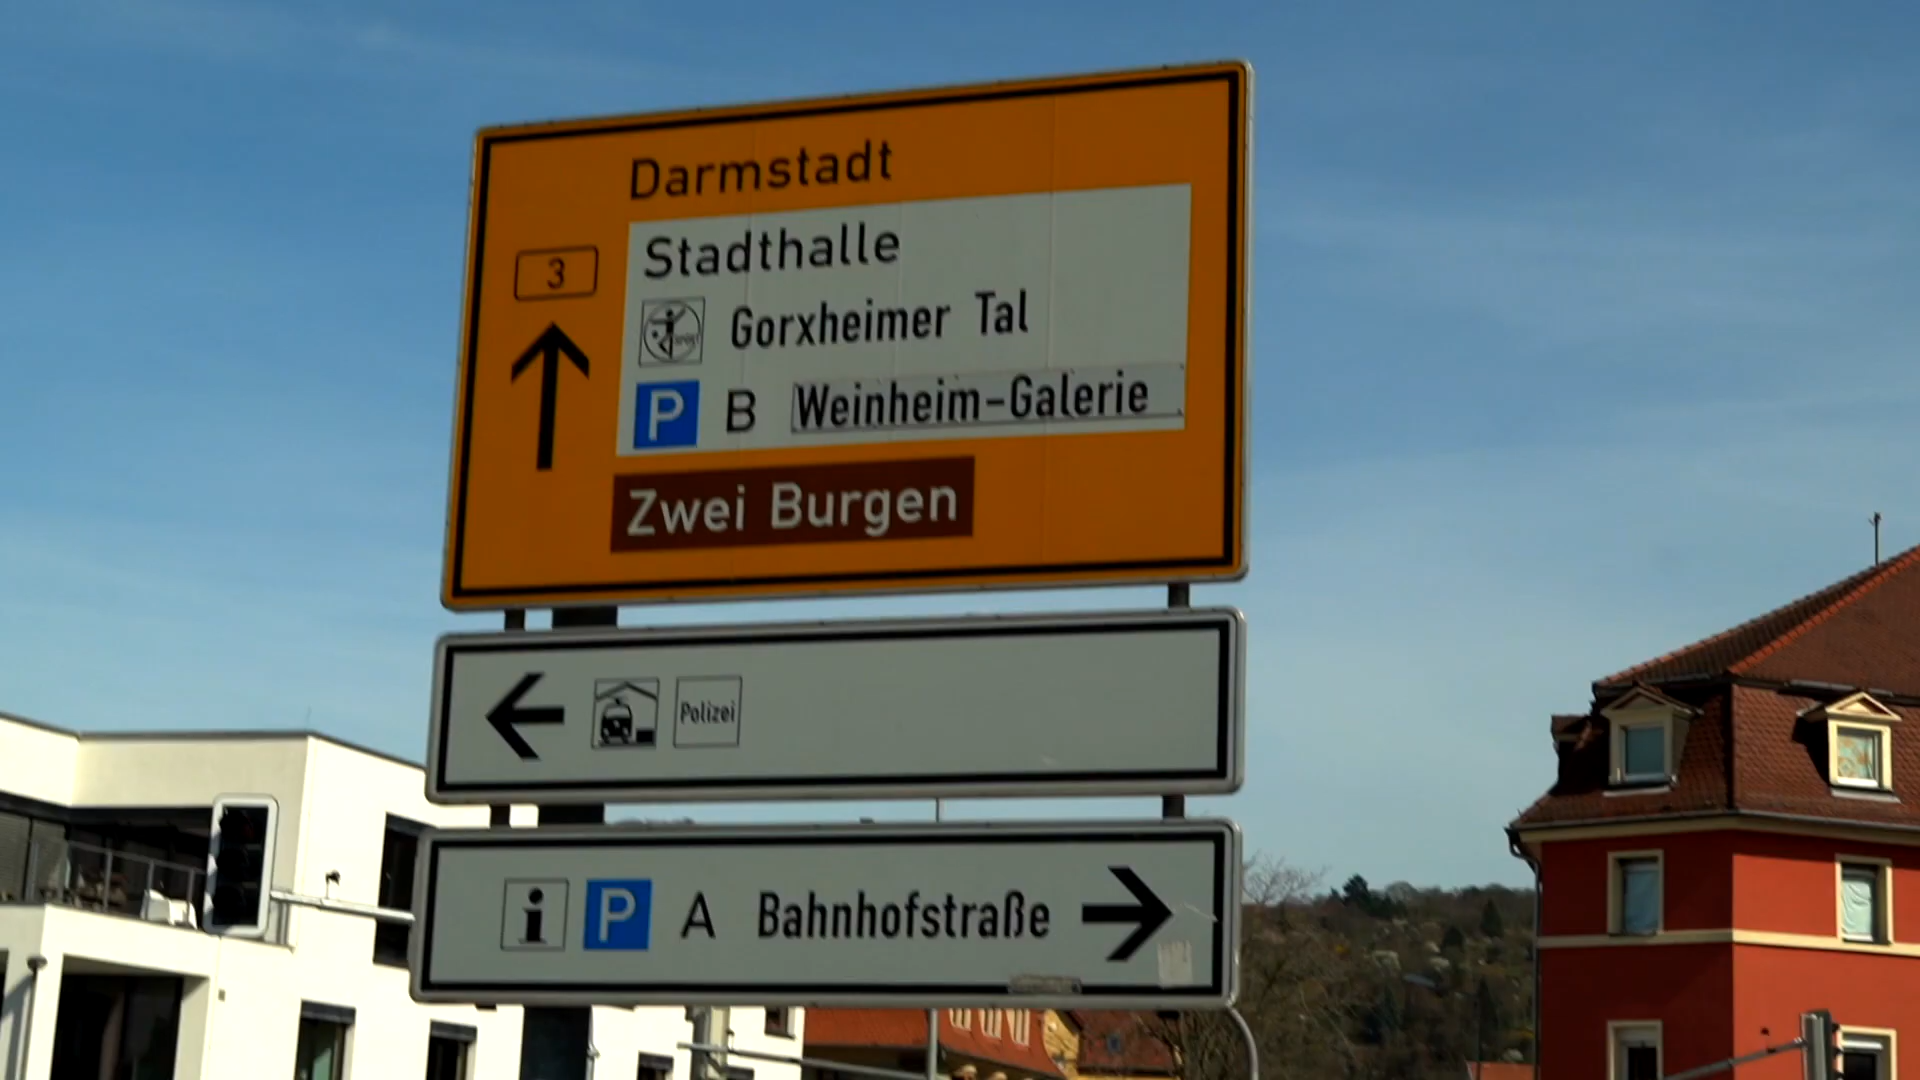 Darmstadt
3
Stadthalle
Gorxheimer Tal
P B Weinheim-Galerie
Zwei Burgen
Polizei
i P A Bahnhofstraße